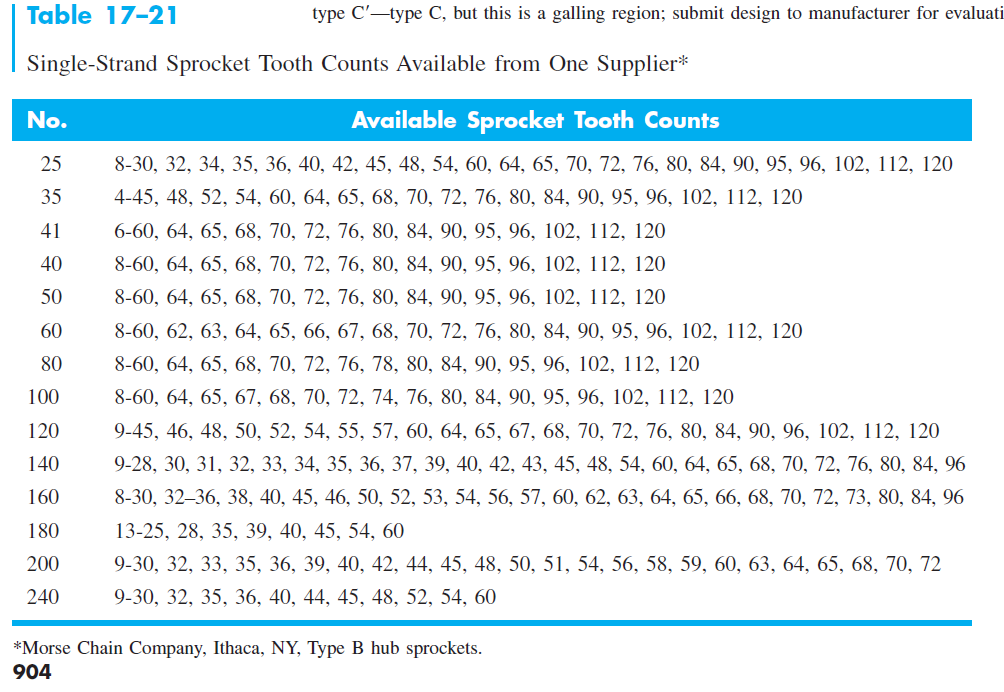 Table 17–21
type C′—type C, but this is a galling region; submit design to manufacturer for evaluati
Single-Strand Sprocket Tooth Counts Available from One Supplier*
No. Available Sprocket Tooth Counts
25 8-30, 32, 34, 35, 36, 40, 42, 45, 48, 54, 60, 64, 65, 70, 72, 76, 80, 84, 90, 95, 96, 102, 112, 120
35 4-45, 48, 52, 54, 60, 64, 65, 68, 70, 72, 76, 80, 84, 90, 95, 96, 102, 112, 120
41 6-60, 64, 65, 68, 70, 72, 76, 80, 84, 90, 95, 96, 102, 112, 120
40 8-60, 64, 65, 68, 70, 72, 76, 80, 84, 90, 95, 96, 102, 112, 120
50 8-60, 64, 65, 68, 70, 72, 76, 80, 84, 90, 95, 96, 102, 112, 120
60 8-60, 62, 63, 64, 65, 66, 67, 68, 70, 72, 76, 80, 84, 90, 95, 96, 102, 112, 120
80 8-60, 64, 65, 68, 70, 72, 76, 78, 80, 84, 90, 95, 96, 102, 112, 120
100 8-60, 64, 65, 67, 68, 70, 72, 74, 76, 80, 84, 90, 95, 96, 102, 112, 120
120 9-45, 46, 48, 50, 52, 54, 55, 57, 60, 64, 65, 67, 68, 70, 72, 76, 80, 84, 90, 96, 102, 112, 120
140 9-28, 30, 31, 32, 33, 34, 35, 36, 37, 39, 40, 42, 43, 45, 48, 54, 60, 64, 65, 68, 70, 72, 76, 80, 84, 96
160 8-30, 32–36, 38, 40, 45, 46, 50, 52, 53, 54, 56, 57, 60, 62, 63, 64, 65, 66, 68, 70, 72, 73, 80, 84, 96
180 13-25, 28, 35, 39, 40, 45, 54, 60
200 9-30, 32, 33, 35, 36, 39, 40, 42, 44, 45, 48, 50, 51, 54, 56, 58, 59, 60, 63, 64, 65, 68, 70, 72
240 9-30, 32, 35, 36, 40, 44, 45, 48, 52, 54, 60
*Morse Chain Company, Ithaca, NY, Type B hub sprockets.
904